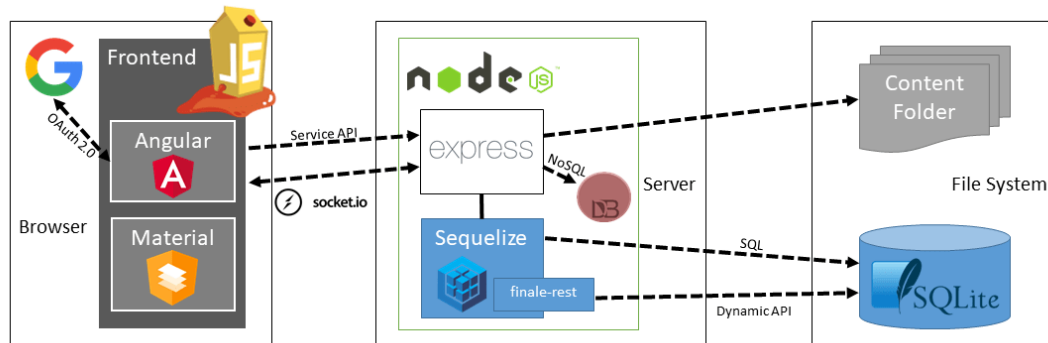 Frontend
JS
OAuth 2.0
Angular
A
Material
Browser
Service API
socket.io
node
JS
™
express
NoSQL
DB
Server
Sequelize
finale-rest
SQL
Dynamic API
Content
Folder
File System
SQLite